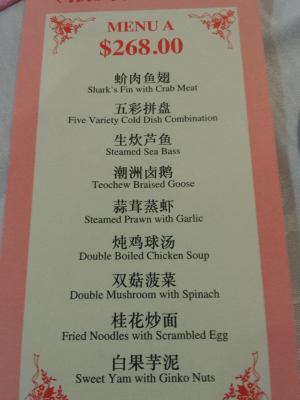 MENU A
$268.00
蚧肉鱼翅
Shark's Fin with Crab Meat
五彩拼盘
Five Variety Cold Dish Combination
生炊芦鱼
Steamed Sea Bass
潮洲卤鹅
Teochew Braised Goose
蒜茸蒸虾
Steamed Prawn with Garlic
炖鸡球汤
Double Boiled Chicken Soup
双菇菠菜
Double Mushroom with Spinach
桂花炒面
Fried Noodles with Scrambled Egg
白果芋泥
Sweet Yam with Ginko Nuts